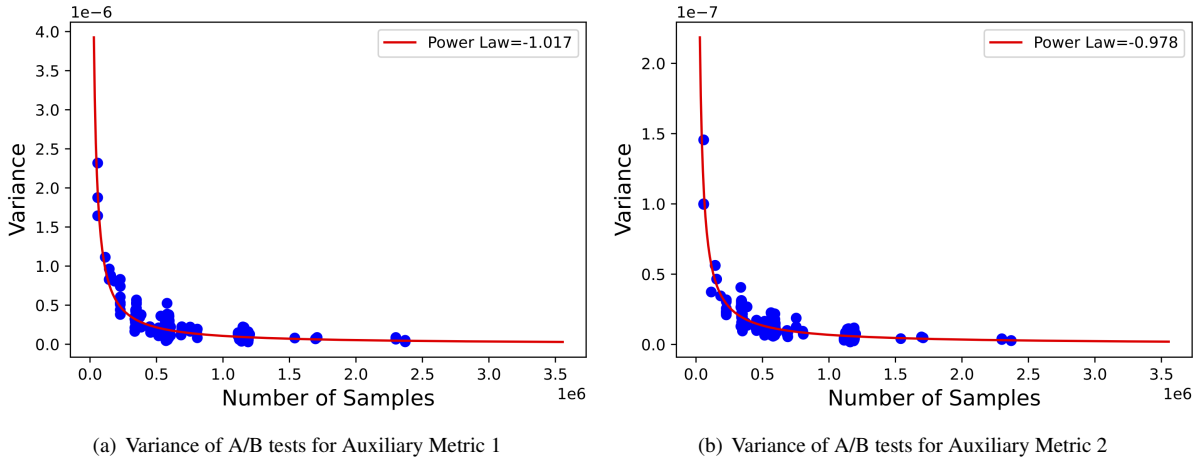 1e−6
Power Law=-1.017
4.0
3.5
3.0
2.5
2.0
1.5
1.0
0.5
0.0
Variance
0.0 0.5 1.0 1.5 2.0 2.5 3.0 3.5
1e6
Number of Samples
(a) Variance of A/B tests for Auxiliary Metric 1
1e−7
Power Law=-0.978
2.0
1.5
1.0
0.5
0.0
Variance
0.0 0.5 1.0 1.5 2.0 2.5 3.0 3.5
1e6
Number of Samples
(b) Variance of A/B tests for Auxiliary Metric 2